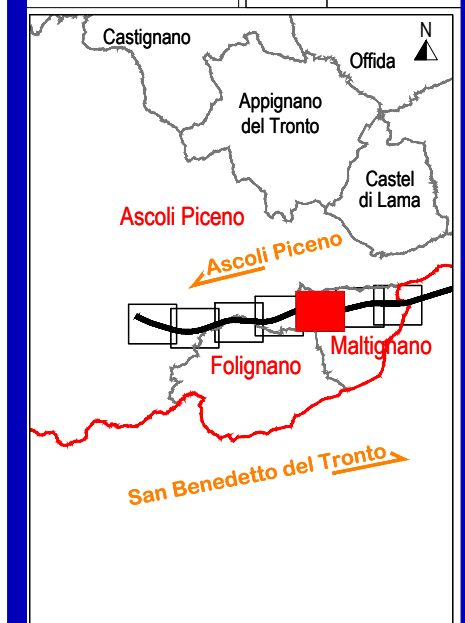 Castignano
N
Offida
Appignano
del Tronto
Castel
di Lama
Ascoli Piceno
Ascoli Piceno
Maltignano
Folignano
San Benedetto del Tronto